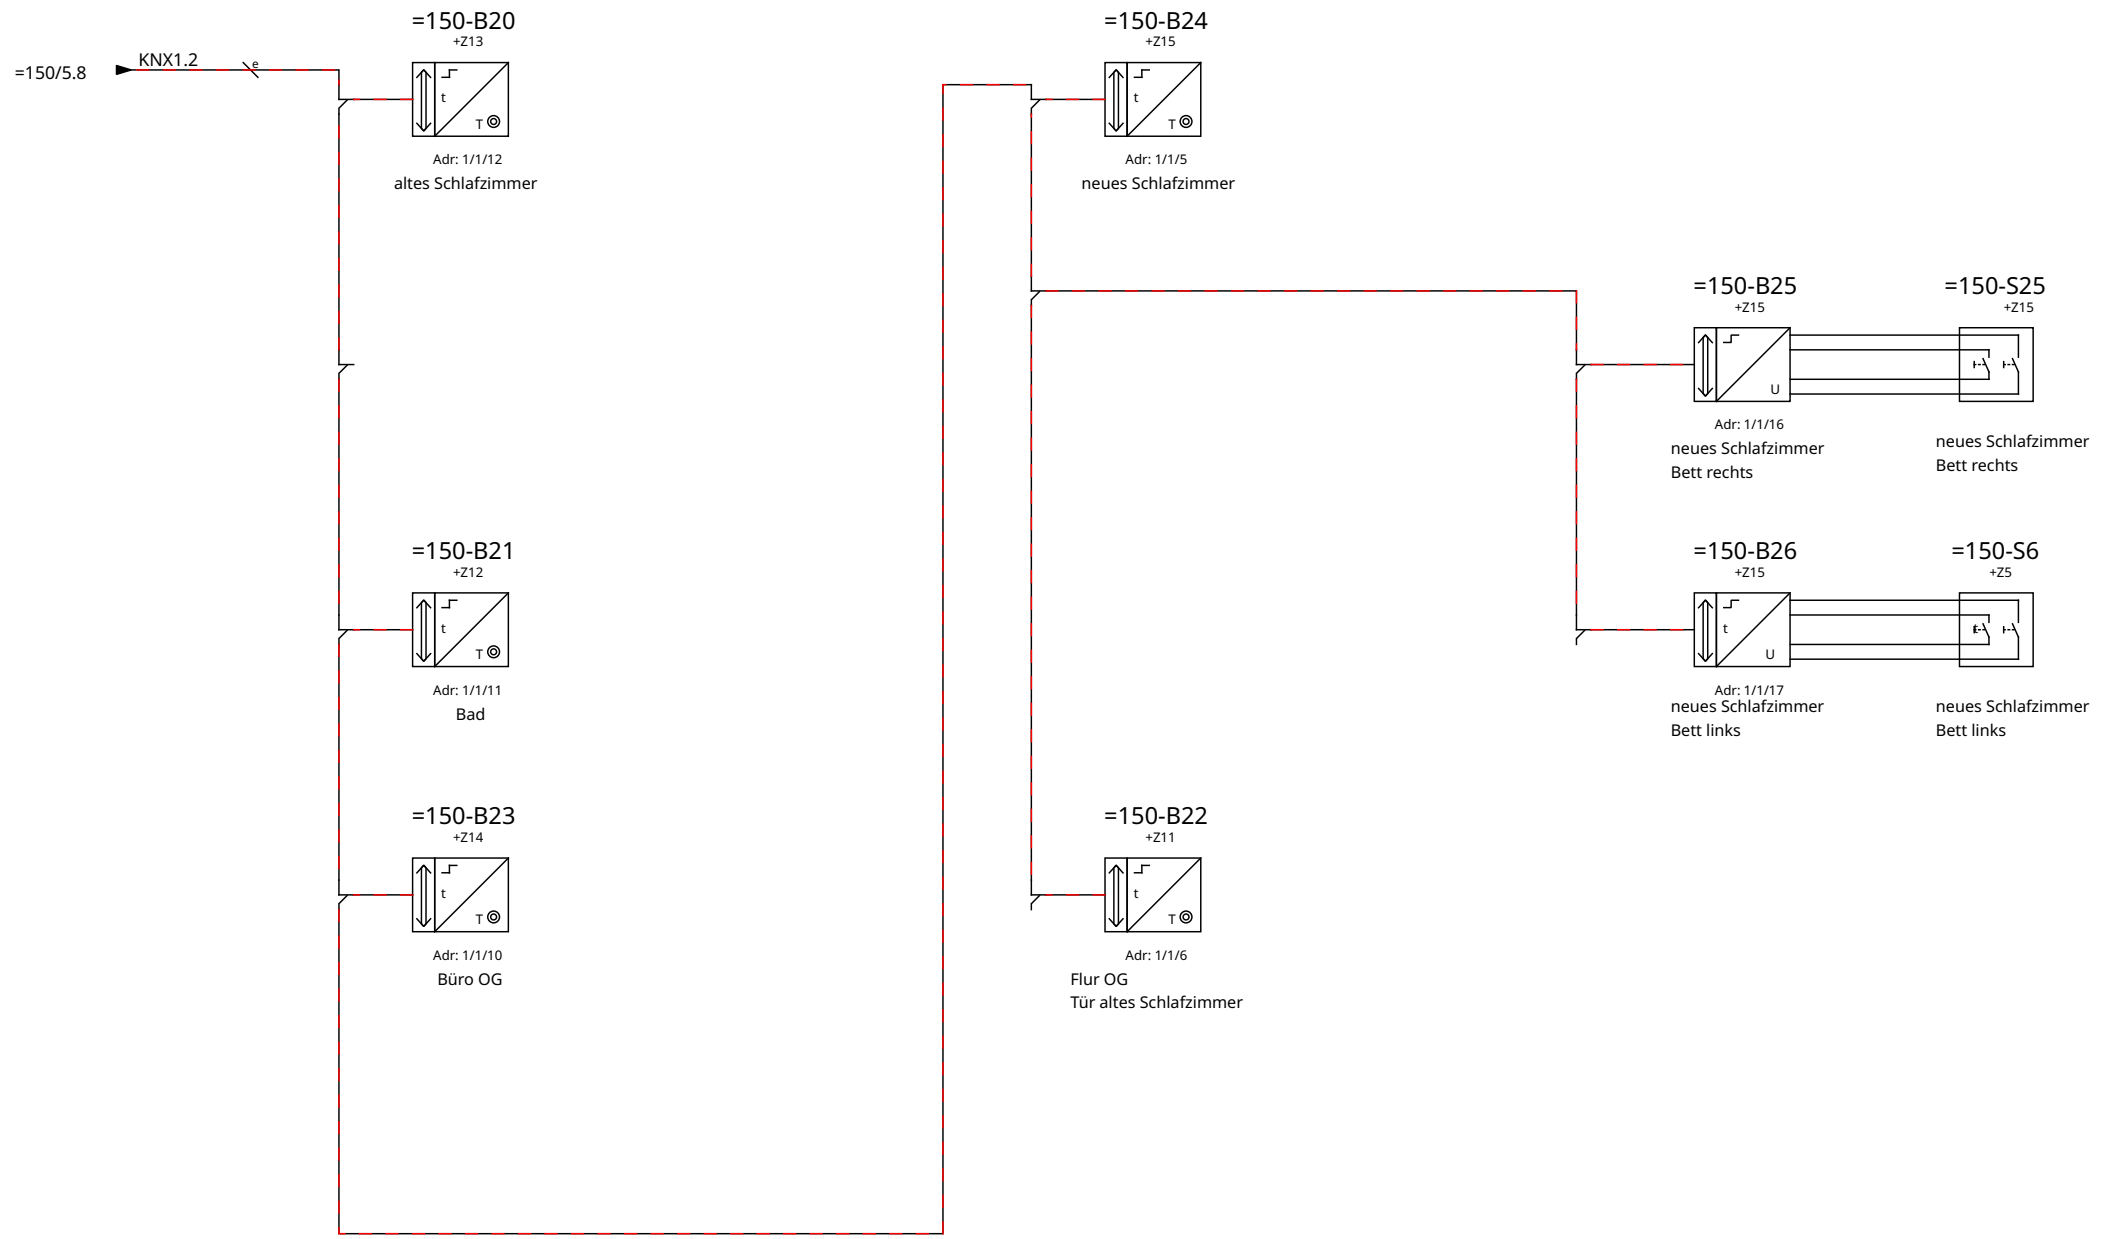 =150/5.8
KNX1.2
e
=150-B20
+Z13
t
T
Adr: 1/1/12
altes Schlafzimmer
=150-B21
+Z12
t
T
Adr: 1/1/11
Bad
=150-B23
+Z14
t
T
Adr: 1/1/10
Büro OG
=150-B24
+Z15
t
T
Adr: 1/1/5
neues Schlafzimmer
=150-B22
+Z11
t
T
Adr: 1/1/6
Flur OG
Tür altes Schlafzimmer
=150-B25
+Z15
U
Adr: 1/1/16
neues Schlafzimmer
Bett rechts
=150-S25
+Z15
neues Schlafzimmer
Bett rechts
=150-B26
+Z15
t
U
Adr: 1/1/17
neues Schlafzimmer
Bett links
=150-S6
+Z5
t
neues Schlafzimmer
Bett links